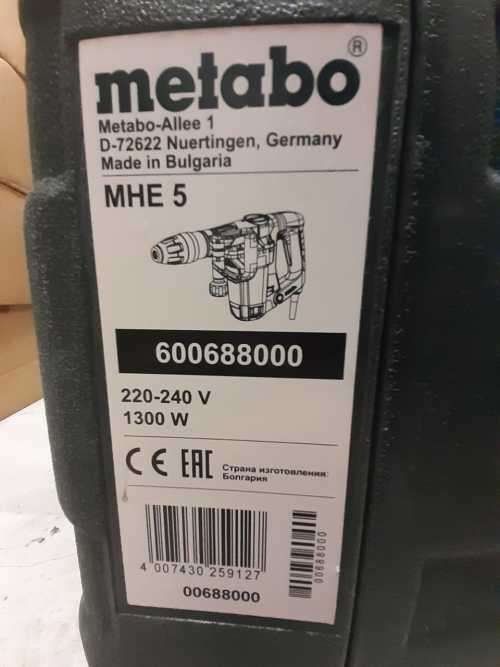 metabo®
Metabo-Allee 1
D-72622 Nuertingen, Germany
Made in Bulgaria
MHE 5
600688000
220-240 V
1300 W
CE EAC Страна изготовления:
Болгария
4 007430 259127
00688000
00688000